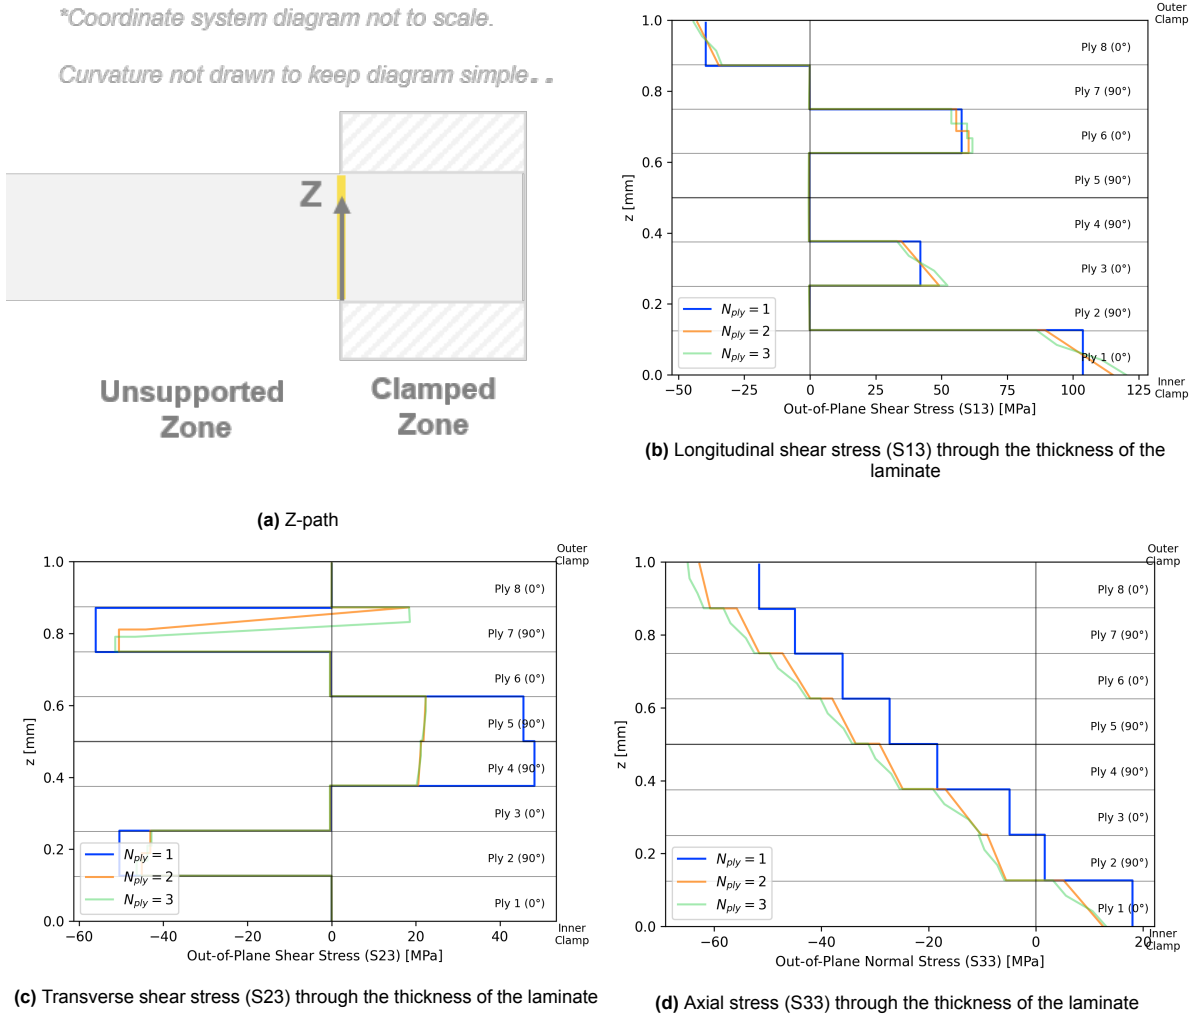 *Coordinate system diagram not to scale.
Curvature not drawn to keep diagram simple..
Z
Unsupported
Zone
Clamped
Zone
(a) Z-path
Outer
Clamp
1.0
0.8
0.6
0.4
0.2
0.0
z [mm]
Ply 8 (0°)
Ply 7 (90°)
Ply 6 (0°)
Ply 5 (90°)
Ply 4 (90°)
Ply 3 (0°)
Ply 2 (90°)
Ply 1 (0°)
N_ply = 1
N_ply = 2
N_ply = 3
−50 −25 0 25 50 75 100 125
Inner
Clamp
Out-of-Plane Shear Stress (S13) [MPa]
(b) Longitudinal shear stress (S13) through the thickness of the
laminate
Outer
Clamp
1.0
0.8
0.6
0.4
0.2
0.0
z [mm]
Ply 8 (0°)
Ply 7 (90°)
Ply 6 (0°)
Ply 5 (90°)
Ply 4 (90°)
Ply 3 (0°)
Ply 2 (90°)
Ply 1 (0°)
N_ply = 1
N_ply = 2
N_ply = 3
−60 −40 −20 0 20 40
Inner
Clamp
Out-of-Plane Shear Stress (S23) [MPa]
(c) Transverse shear stress (S23) through the thickness of the laminate
Outer
Clamp
1.0
0.8
0.6
0.4
0.2
0.0
z [mm]
Ply 8 (0°)
Ply 7 (90°)
Ply 6 (0°)
Ply 5 (90°)
Ply 4 (90°)
Ply 3 (0°)
Ply 2 (90°)
Ply 1 (0°)
N_ply = 1
N_ply = 2
N_ply = 3
−60 −40 −20 0 20
Inner
Clamp
Out-of-Plane Normal Stress (S33) [MPa]
(d) Axial stress (S33) through the thickness of the laminate